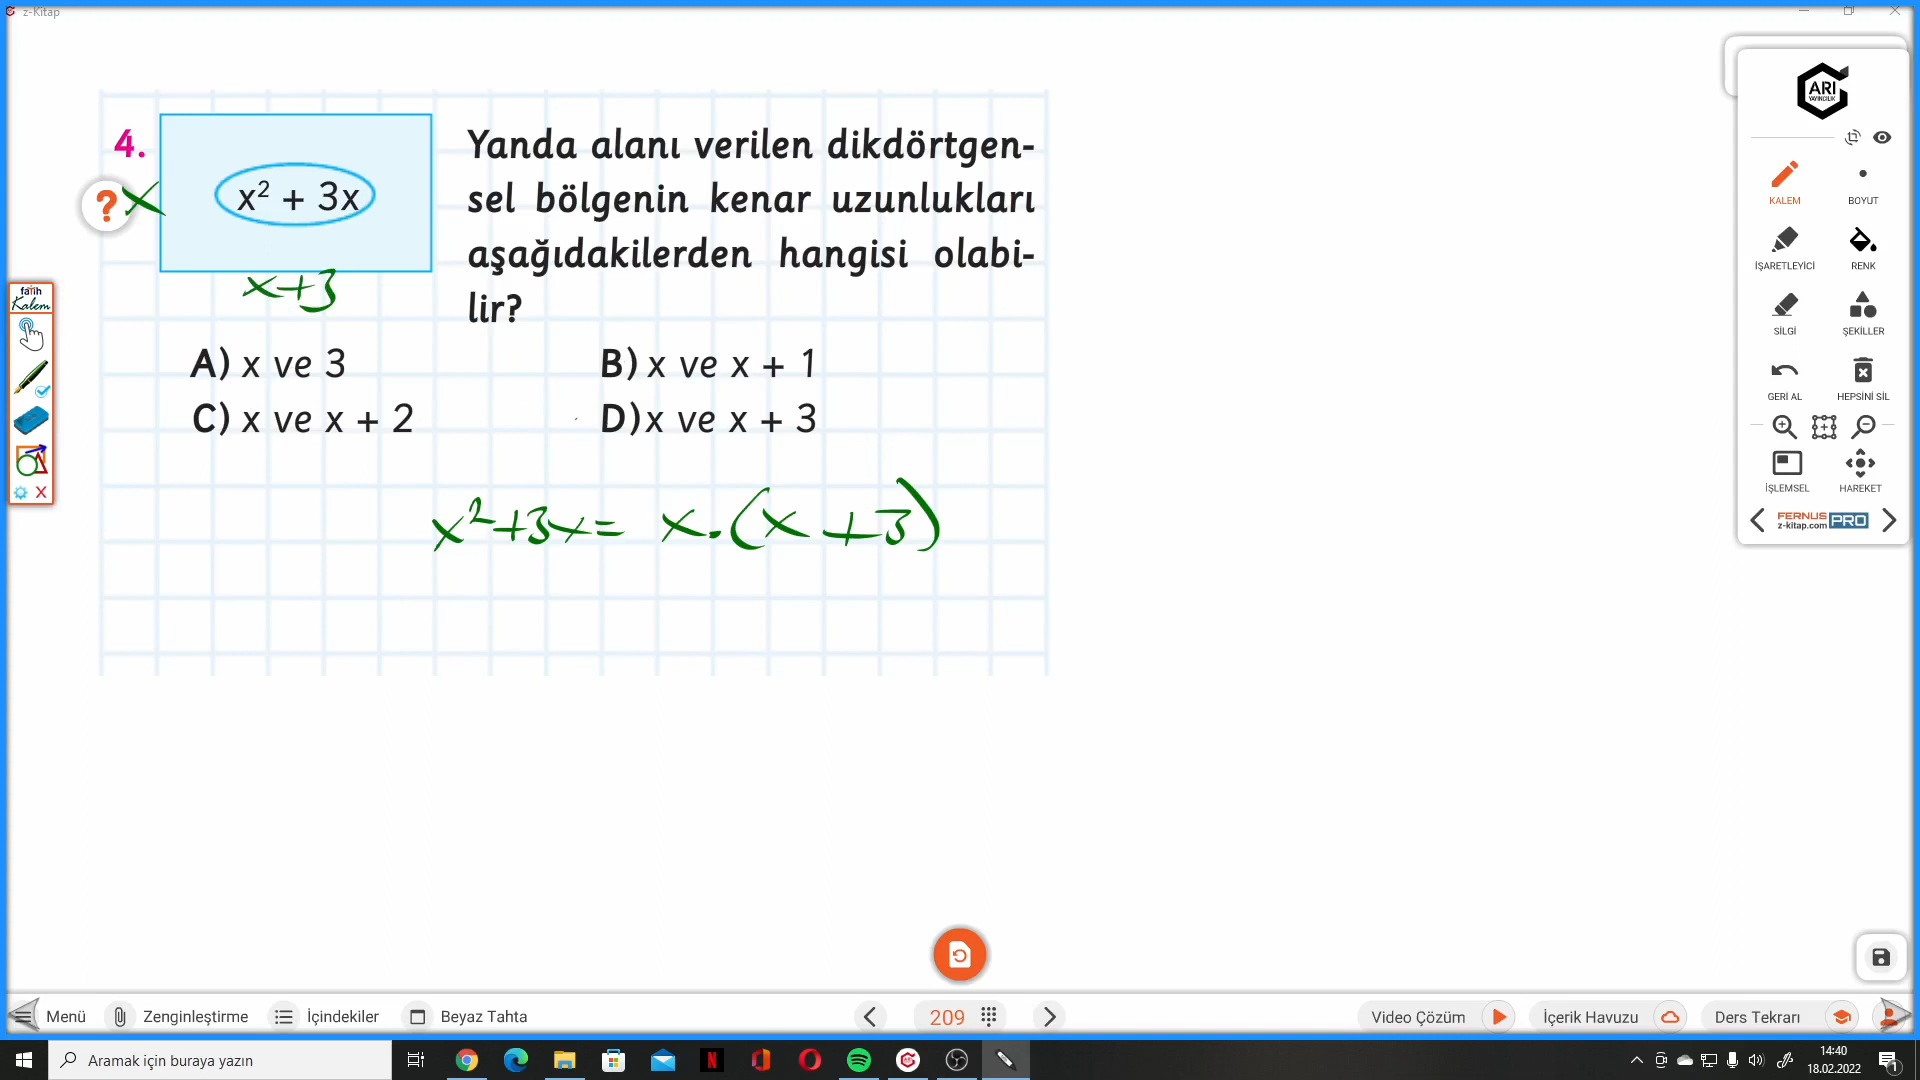 z-Kitap
4.
x² + 3x
?
x
x+3
Yanda alanı verilen dikdörtgen-
sel bölgenin kenar uzunlukları
aşağıdakilerden hangisi olabi-
lir?
A) x ve 3
B) x ve x + 1
C) x ve x + 2
D) x ve x + 3
x²+3x= x.(x+3)
fatih
Kalem
ARI
YAYINCILIK
KALEM
BOYUT
İŞARETLEYİCİ
RENK
SİLGİ
ŞEKİLLER
GERİ AL
HEPSİNİ SİL
İŞLEMSEL
HAREKET
FERNUS
z-kitap.com
PRO
Menü
Zenginleştirme
İçindekiler
Beyaz Tahta
209
Video Çözüm
İçerik Havuzu
Ders Tekrarı
Aramak için buraya yazın
14:40
18.02.2022
1